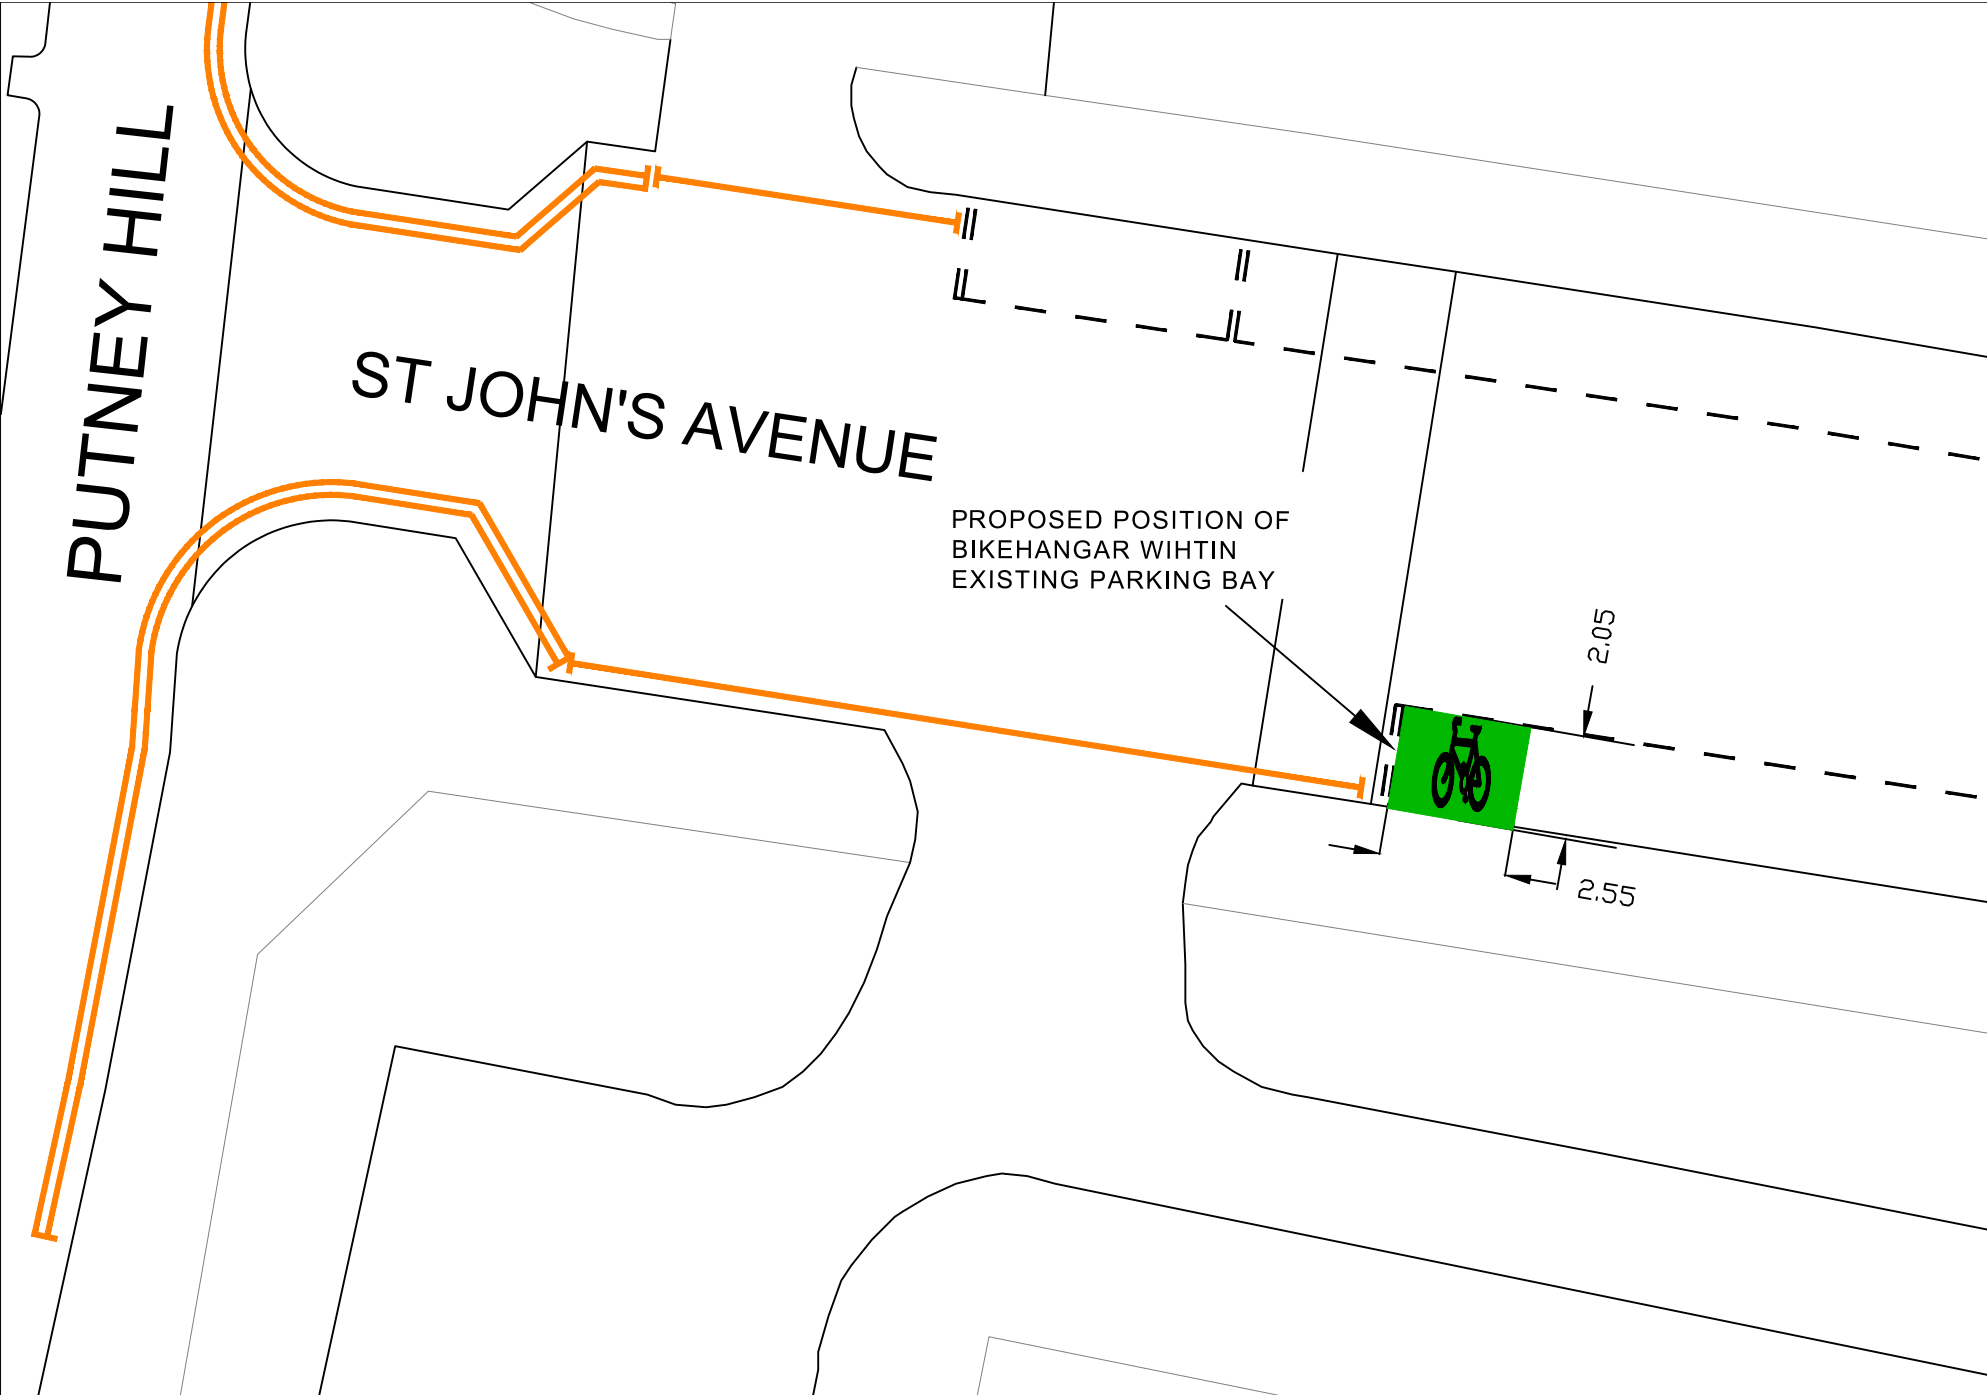 PUTNEY HILL
ST JOHN'S AVENUE
PROPOSED POSITION OF
BIKEHANGAR WIHTIN
EXISTING PARKING BAY
2.05
2.55